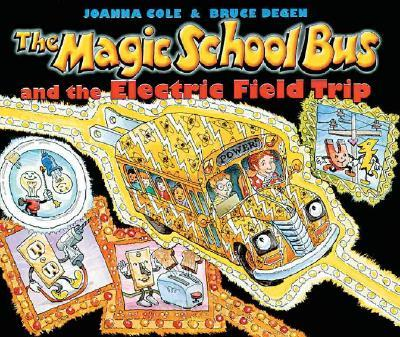 JOANNA COLE & BRUCE DEGEN
The Magic School Bus
and the Electric Field Trip
POWER!